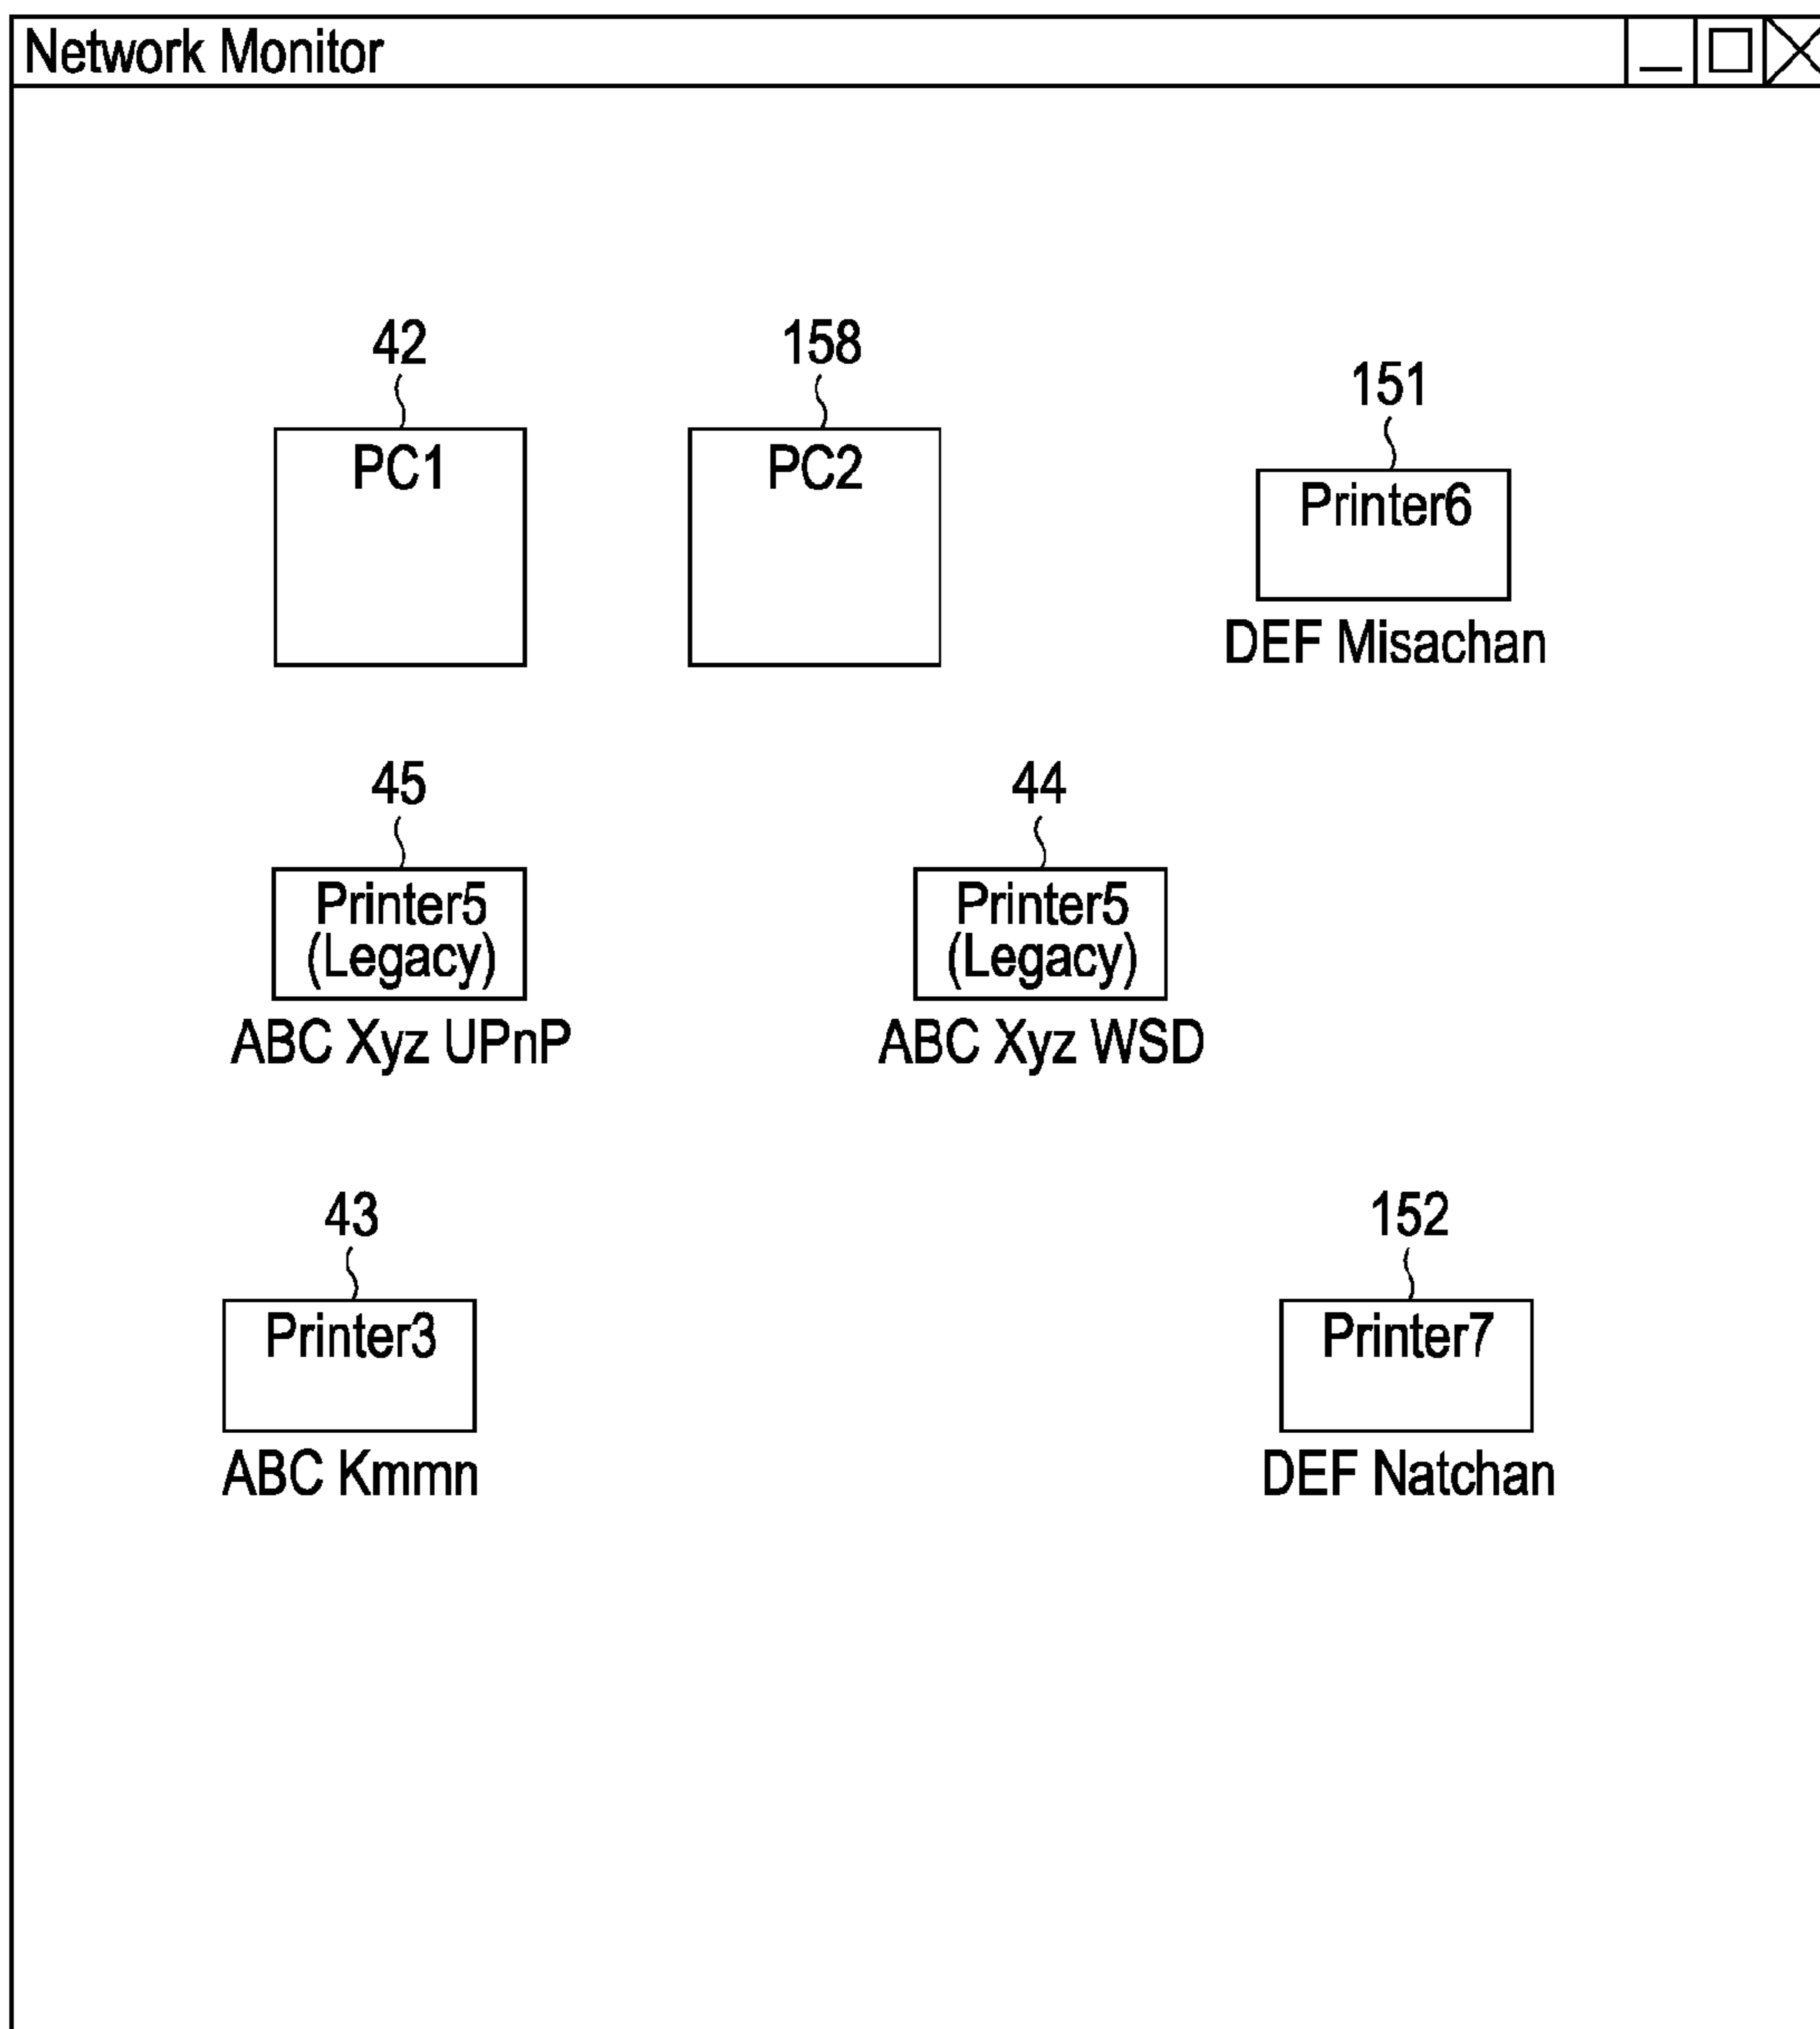 Network Monitor
42
158
151
PC1
PC2
Printer6
DEF Misachan
45
44
Printer5
(Legacy)
ABC Xyz UPnP
Printer5
(Legacy)
ABC Xyz WSD
43
152
Printer3
ABC Kmmn
Printer7
DEF Natchan